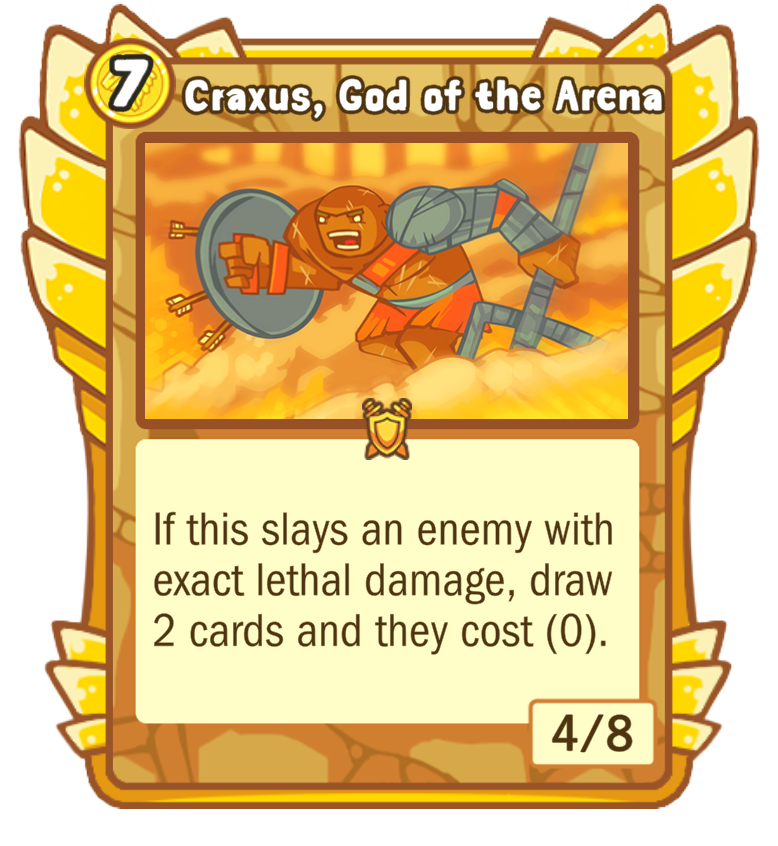 7
Craxus, God of the Arena
If this slays an enemy with
exact lethal damage, draw
2 cards and they cost (0).
4/8